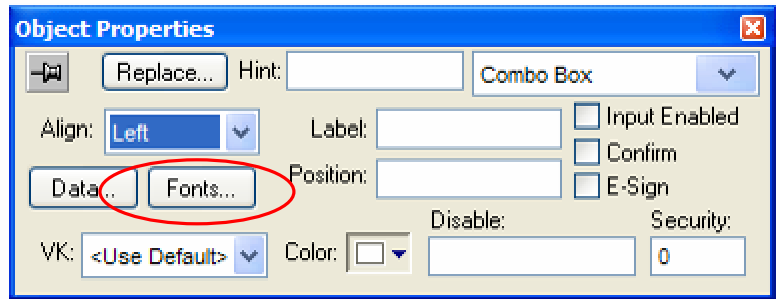 Object Properties
Replace... Hint: Combo Box
Align: Left Label: Input Enabled
Confirm
Data... Fonts... Position: E-Sign
Disable: Security:
VK: <Use Default> Color: 0